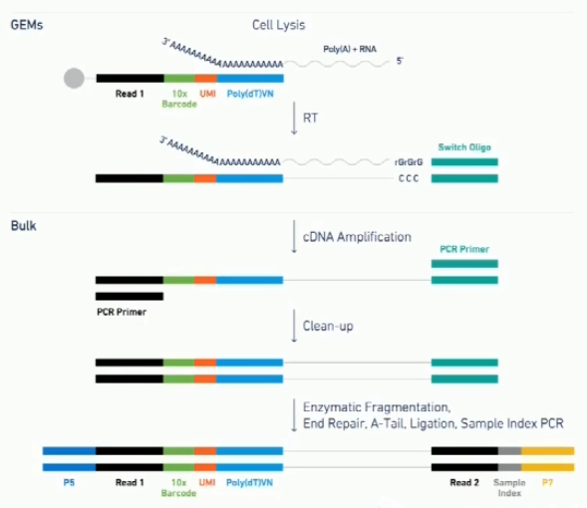 GEMs
Cell Lysis
3' AAAAAAAAAAAAAAAAAAAA
Poly(A) + RNA
5'
Read 1
10x
Barcode
UMI
Poly(dT)VN
RT
3' AAAAAAAAAAAAAAAAAAAA
Switch Oligo
rGrGrG
CCC
Bulk
cDNA Amplification
PCR Primer
PCR Primer
Clean-up
Enzymatic Fragmentation,
End Repair, A-Tail, Ligation, Sample Index PCR
P5
Read 1
10x
Barcode
UMI
Poly(dT)VN
Read 2
Sample
Index
P7